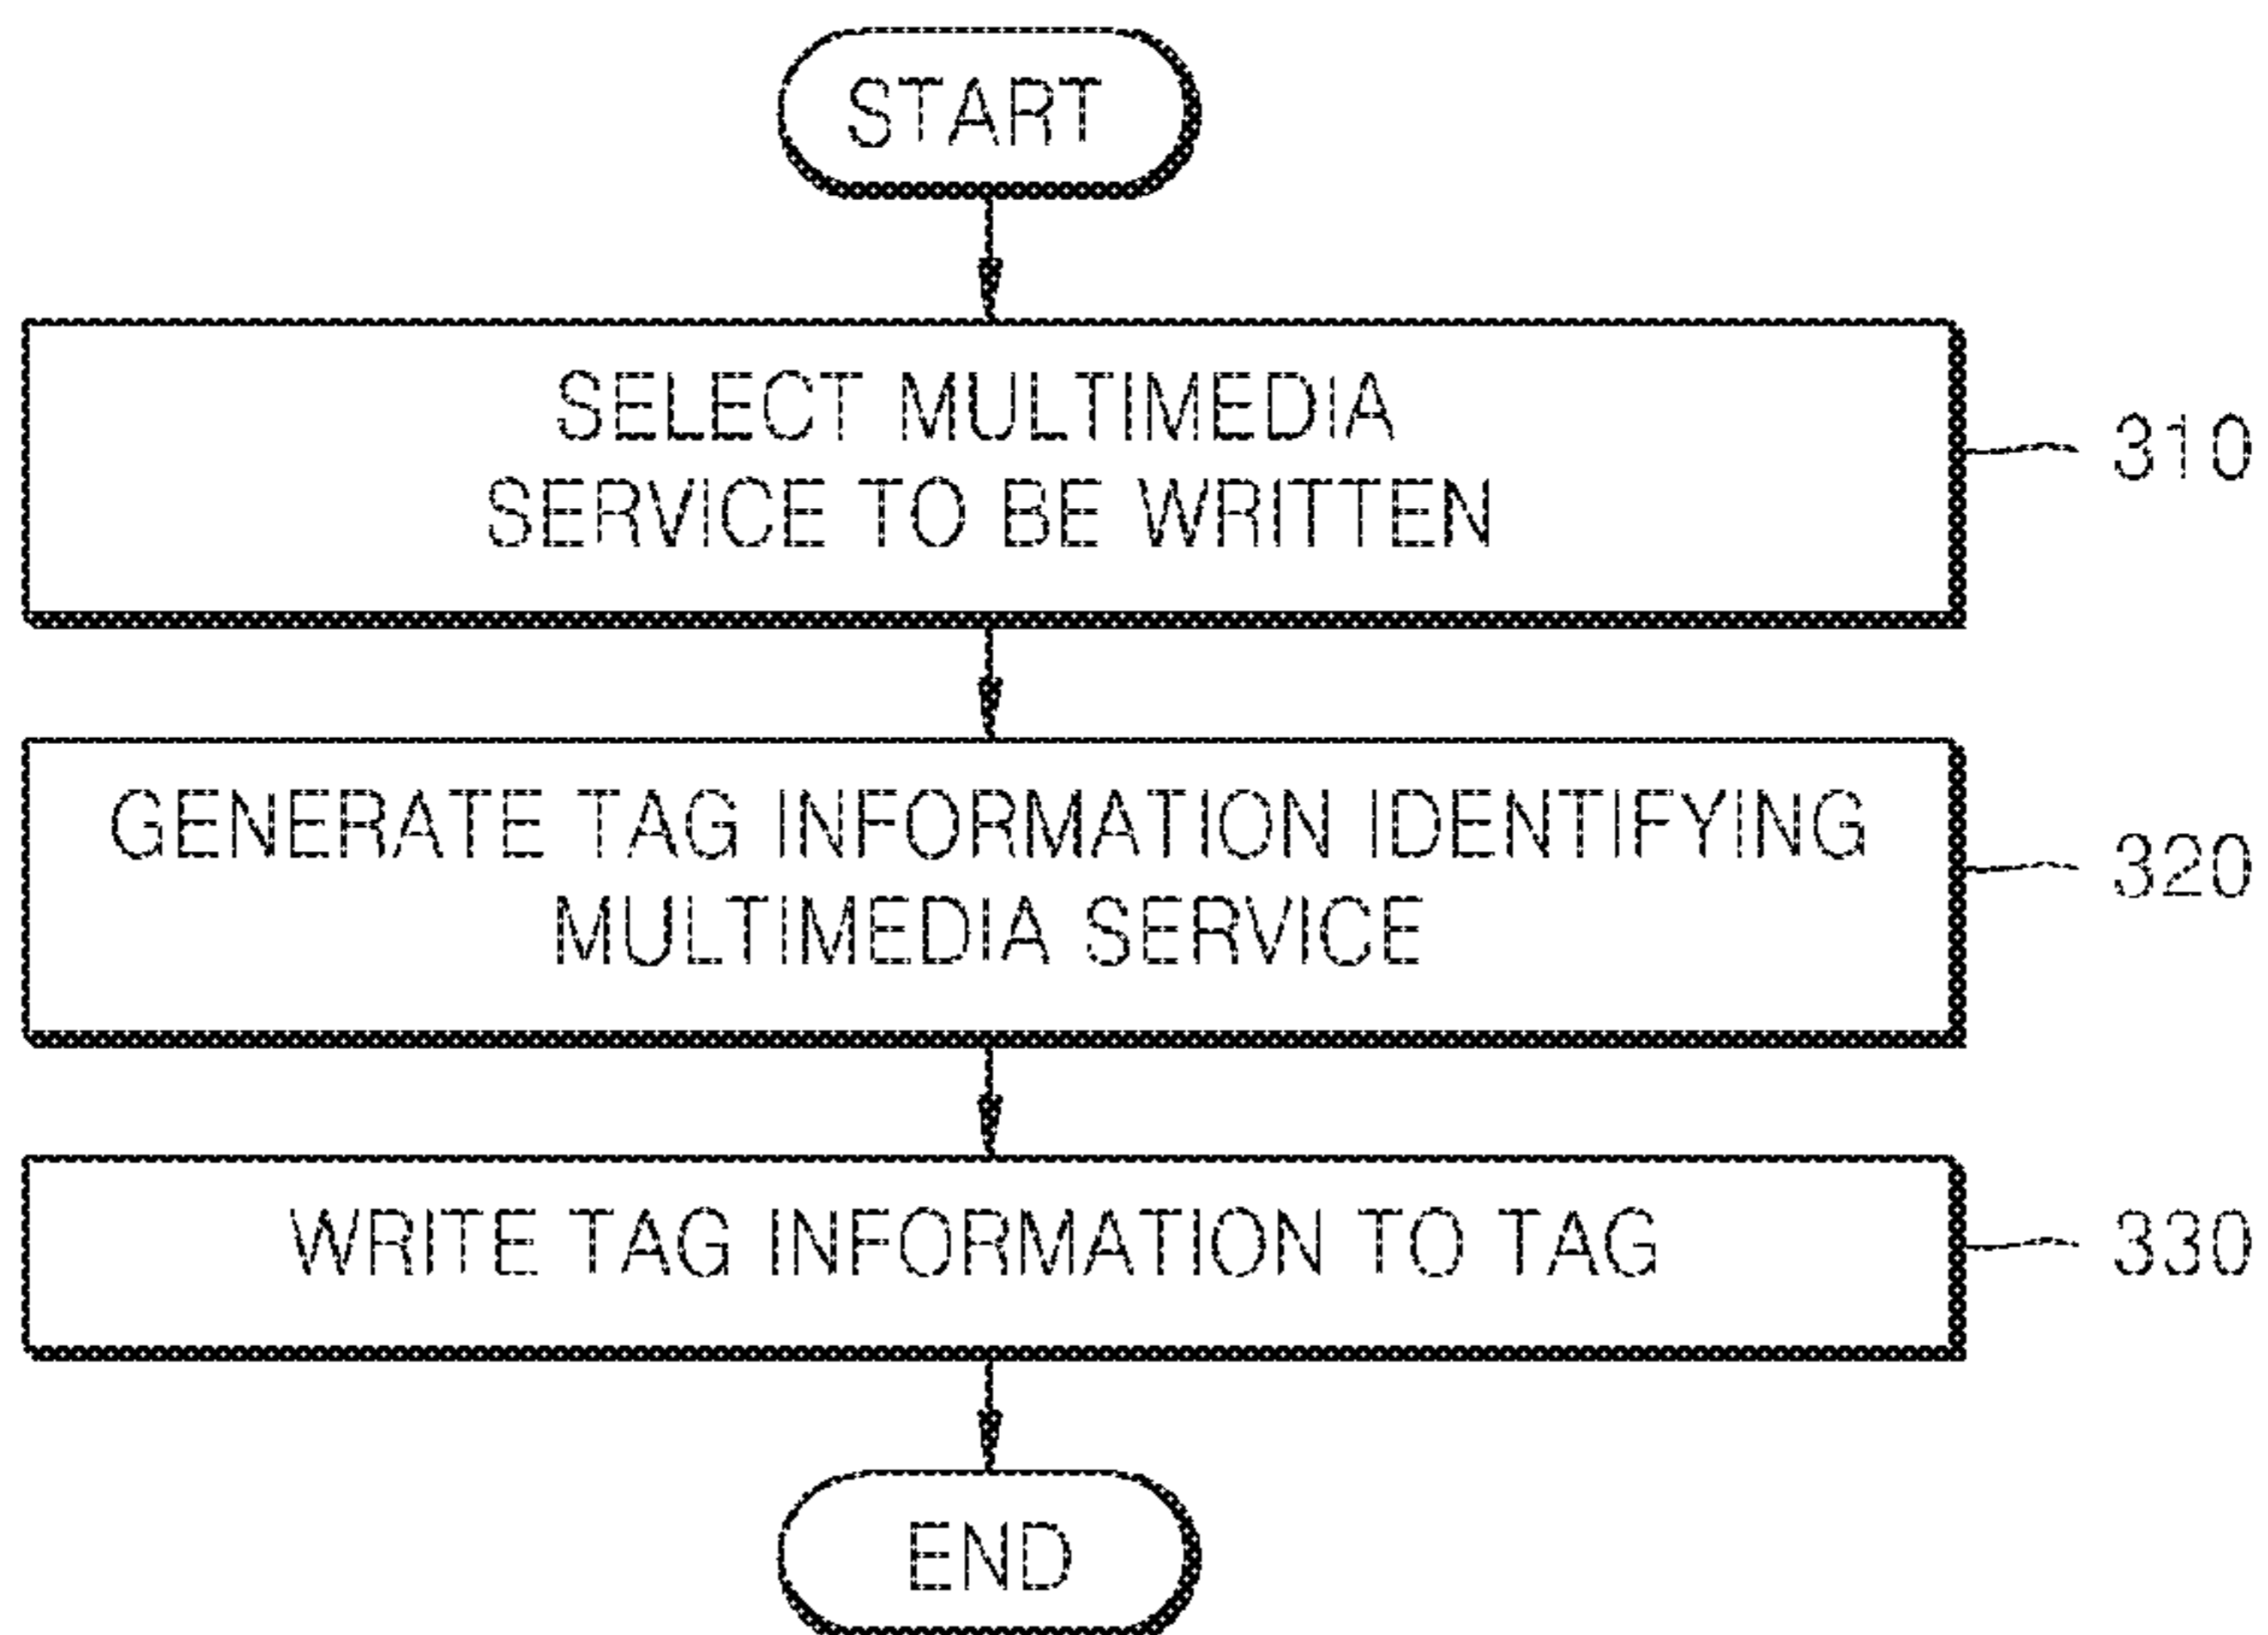 START
SELECT MULTIMEDIA
SERVICE TO BE WRITTEN
310
GENERATE TAG INFORMATION IDENTIFYING
MULTIMEDIA SERVICE
320
WRITE TAG INFORMATION TO TAG
330
END